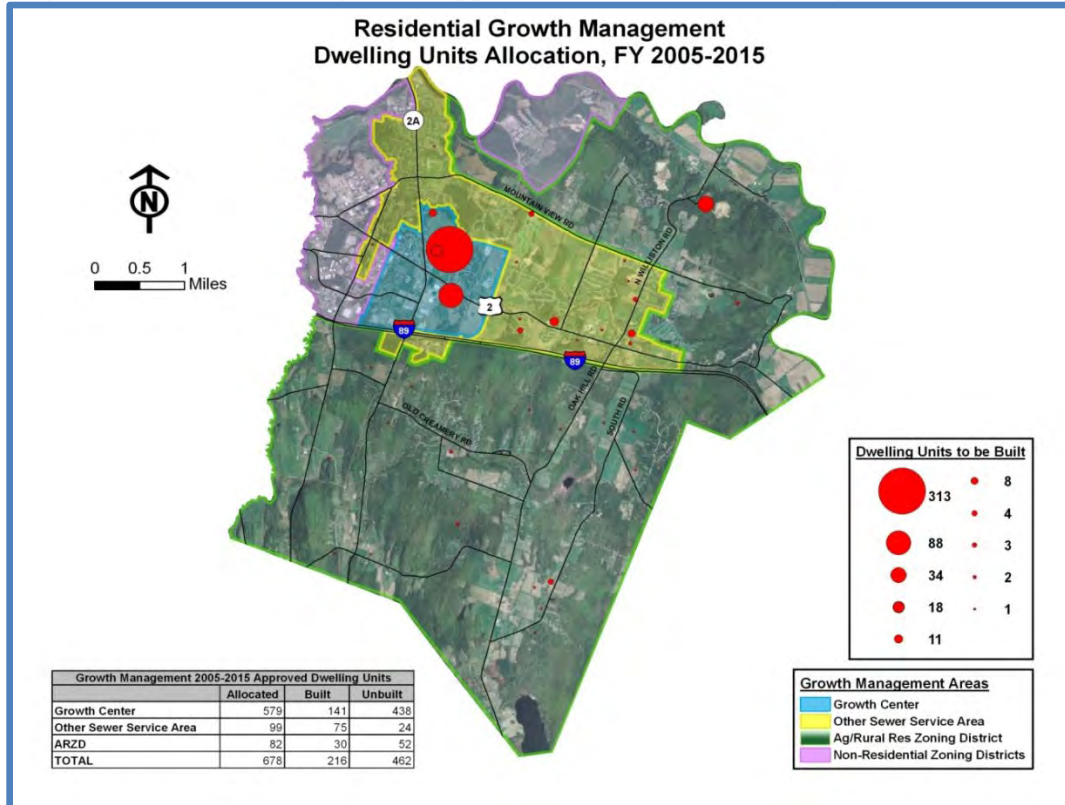 Residential Growth Management
Dwelling Units Allocation, FY 2005-2015
2A
N
0 0.5 1
Miles
MOUNTAIN VIEW RD
N WILLISTON RD
2
89
89
OAK HILL RD
SOUTH RD
OLD CREAMERY RD
Dwelling Units to be Built
313
88
34
18
11
8
4
3
2
1
Growth Management 2005-2015 Approved Dwelling Units
Allocated Built Unbuilt
Growth Center 579 141 438
Other Sewer Service Area 99 75 24
ARZD 82 30 52
TOTAL 678 216 462
Growth Management Areas
Growth Center
Other Sewer Service Area
Ag/Rural Res Zoning District
Non-Residential Zoning Districts